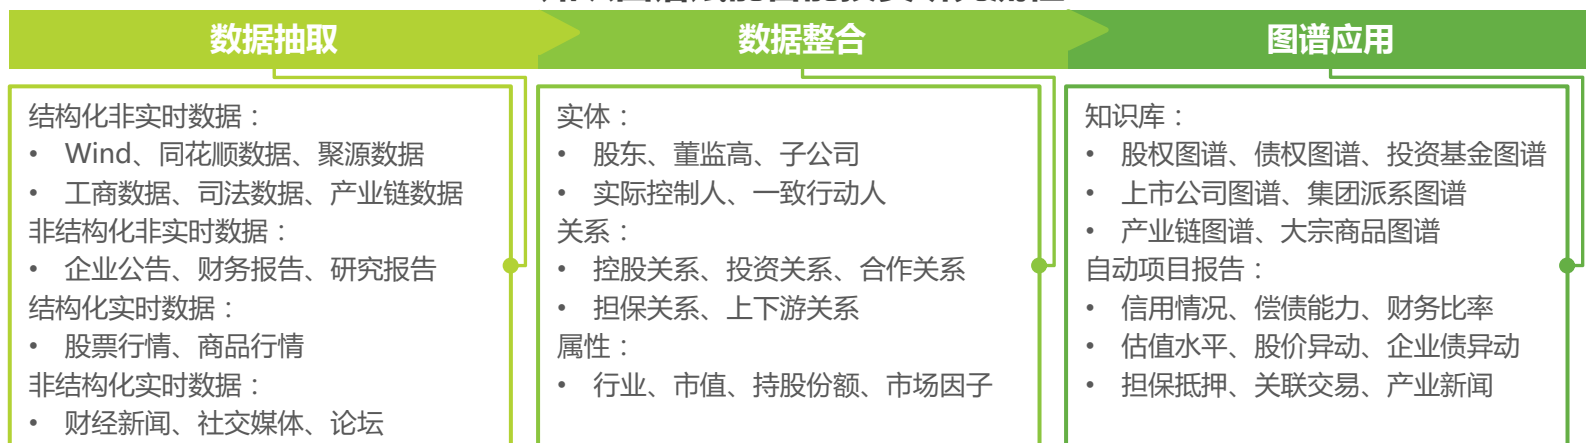 数据抽取
数据整合
图谱应用
结构化非实时数据：
• Wind、同花顺数据、聚源数据
• 工商数据、司法数据、产业链数据
非结构化非实时数据：
• 企业公告、财务报告、研究报告
结构化实时数据：
• 股票行情、商品行情
非结构化实时数据：
• 财经新闻、社交媒体、论坛
实体：
• 股东、董监高、子公司
• 实际控制人、一致行动人
关系：
• 控股关系、投资关系、合作关系
• 担保关系、上下游关系
属性：
• 行业、市值、持股份额、市场因子
知识库：
• 股权图谱、债权图谱、投资基金图谱
• 上市公司图谱、集团派系图谱
• 产业链图谱、大宗商品图谱
自动项目报告：
• 信用情况、偿债能力、财务比率
• 估值水平、股价异动、企业债异动
• 担保抵押、关联交易、产业新闻